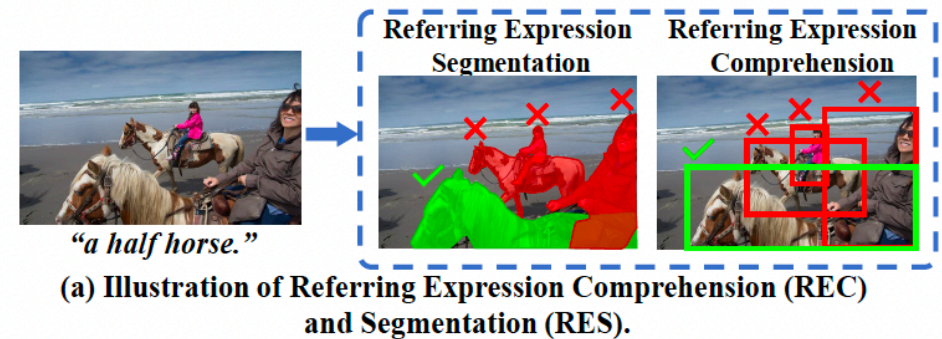 Referring Expression
Segmentation
Referring Expression
Comprehension
“a half horse.”
(a) Illustration of Referring Expression Comprehension (REC)
and Segmentation (RES).